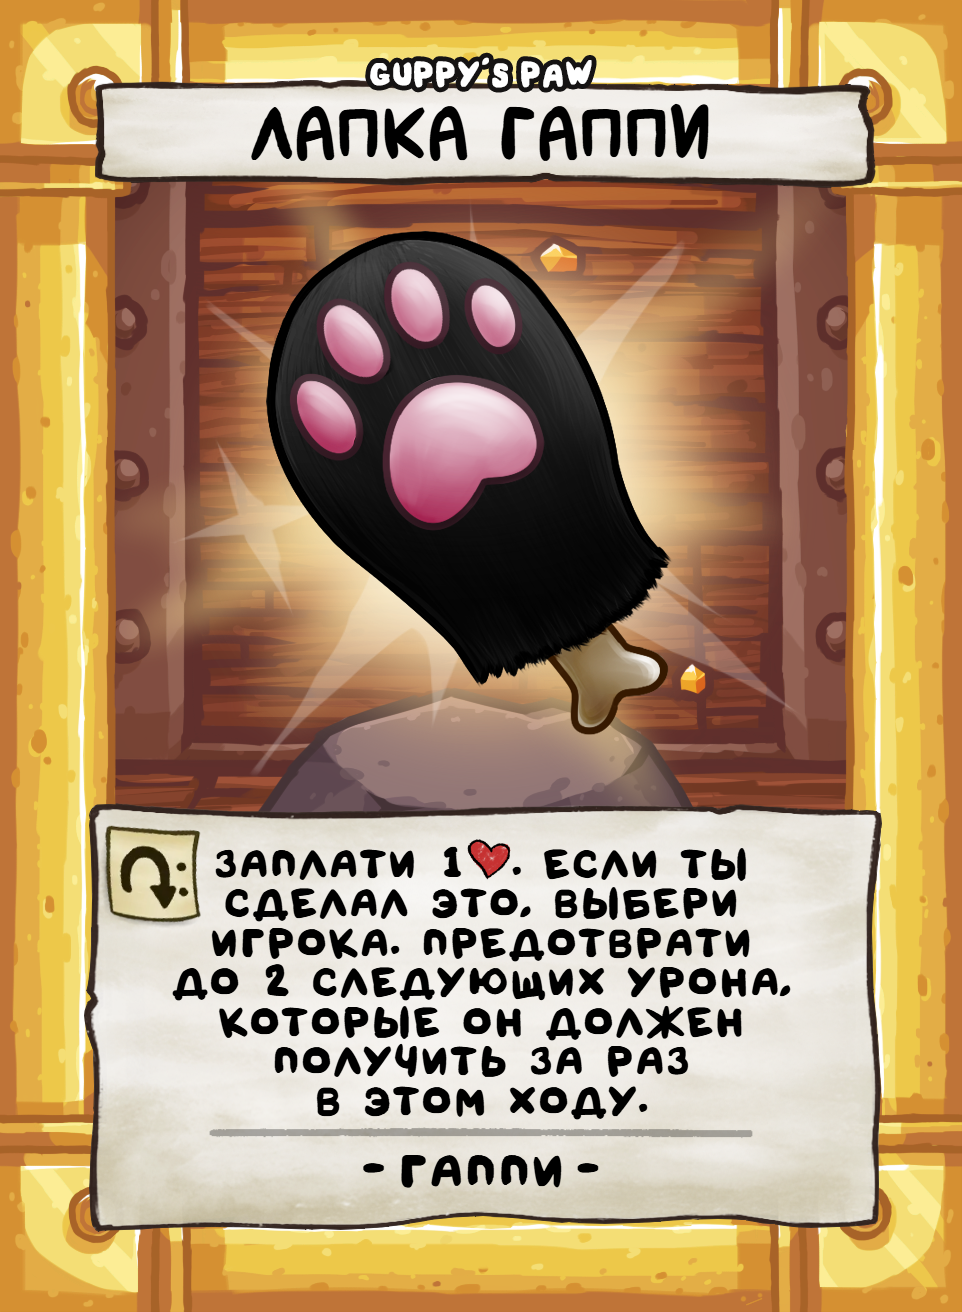 GUPPY'S PAW
ЛАПКА ГАППИ
ЗАПЛАТИ 1❤. ЕСЛИ ТЫ
СДЕЛАЛ ЭТО, ВЫБЕРИ
ИГРОКА. ПРЕДОТВРАТИ
ДО 2 СЛЕДУЮЩИХ УРОНА,
КОТОРЫЕ ОН ДОЛЖЕН
ПОЛУЧИТЬ ЗА РАЗ
В ЭТОМ ХОДУ.
- ГАППИ -